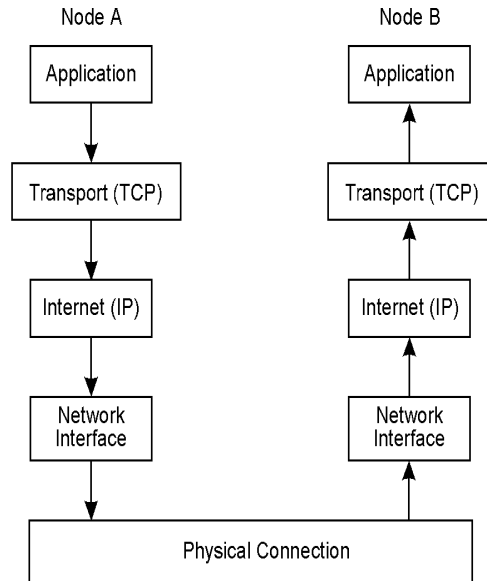 Node A
Node B
Application
Application
Transport (TCP)
Transport (TCP)
Internet (IP)
Internet (IP)
Network
Interface
Network
Interface
Physical Connection